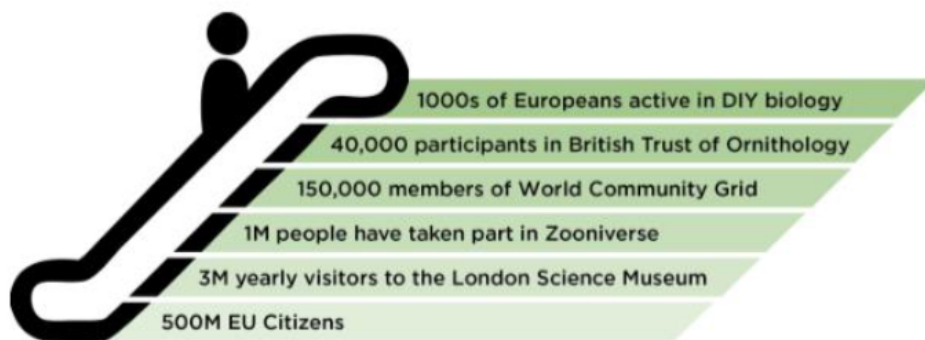 1000s of Europeans active in DIY biology
40,000 participants in British Trust of Ornithology
150,000 members of World Community Grid
1M people have taken part in Zooniverse
3M yearly visitors to the London Science Museum
500M EU Citizens